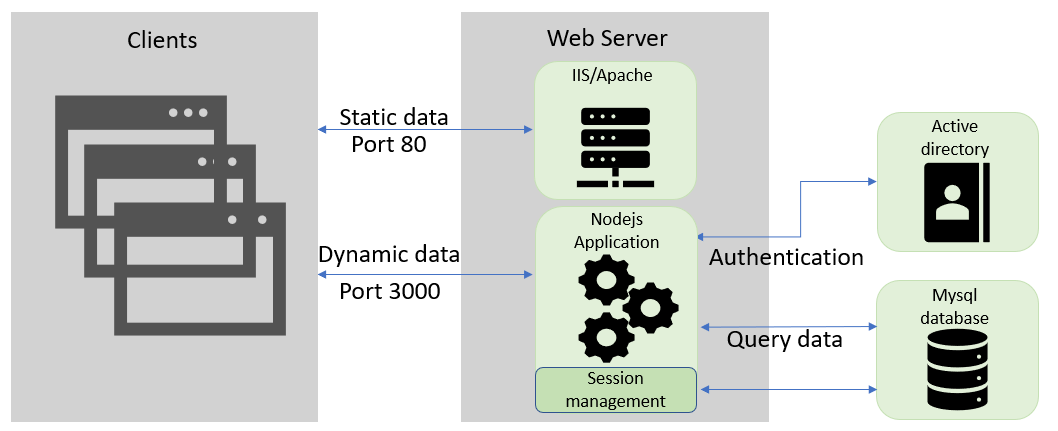 Clients
Web Server
IIS/Apache
Static data
Port 80
Active
directory
Nodejs
Application
Dynamic data
Port 3000
Authentication
Mysql
database
Query data
Session
management